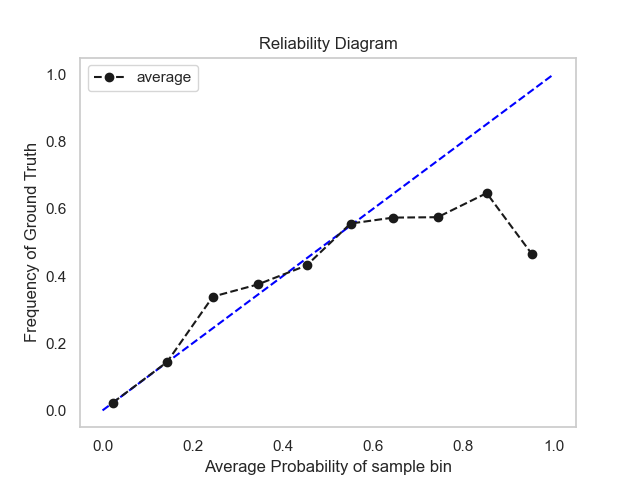 Reliability Diagram
average
Frequency of Ground Truth
1.0
0.8
0.6
0.4
0.2
0.0
0.0 0.2 0.4 0.6 0.8 1.0
Average Probability of sample bin